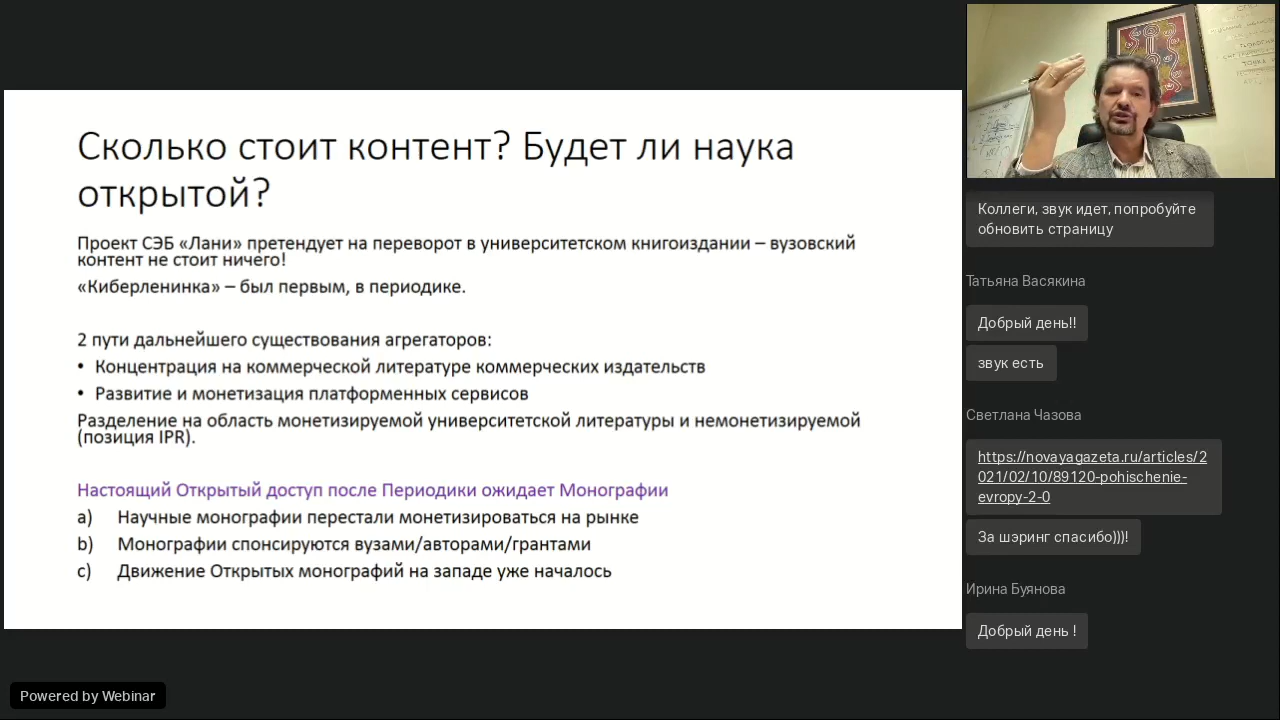 Сколько стоит контент? Будет ли наука
открытой?
Проект СЭБ «Лани» претендует на переворот в университетском книгоиздании – вузовский
контент не стоит ничего!
«Киберленинка» – был первым, в периодике.
2 пути дальнейшего существования агрегаторов:
• Концентрация на коммерческой литературе коммерческих издательств
• Развитие и монетизация платформенных сервисов
Разделение на область монетизируемой университетской литературы и немонетизируемой
(позиция IPR).
Настоящий Открытый доступ после Периодики ожидает Монографии
a) Научные монографии перестали монетизироваться на рынке
b) Монографии спонсируются вузами/авторами/грантами
c) Движение Открытых монографий на западе уже началось
Коллеги, звук идет, попробуйте
обновить страницу
Татьяна Васякина
Добрый день!!
звук есть
Светлана Чазова
https://novayagazeta.ru/articles/2
021/02/10/89120-pohischenie-
evropy-2-0
За шэринг спасибо)))!
Ирина Буянова
Добрый день !
Powered by Webinar